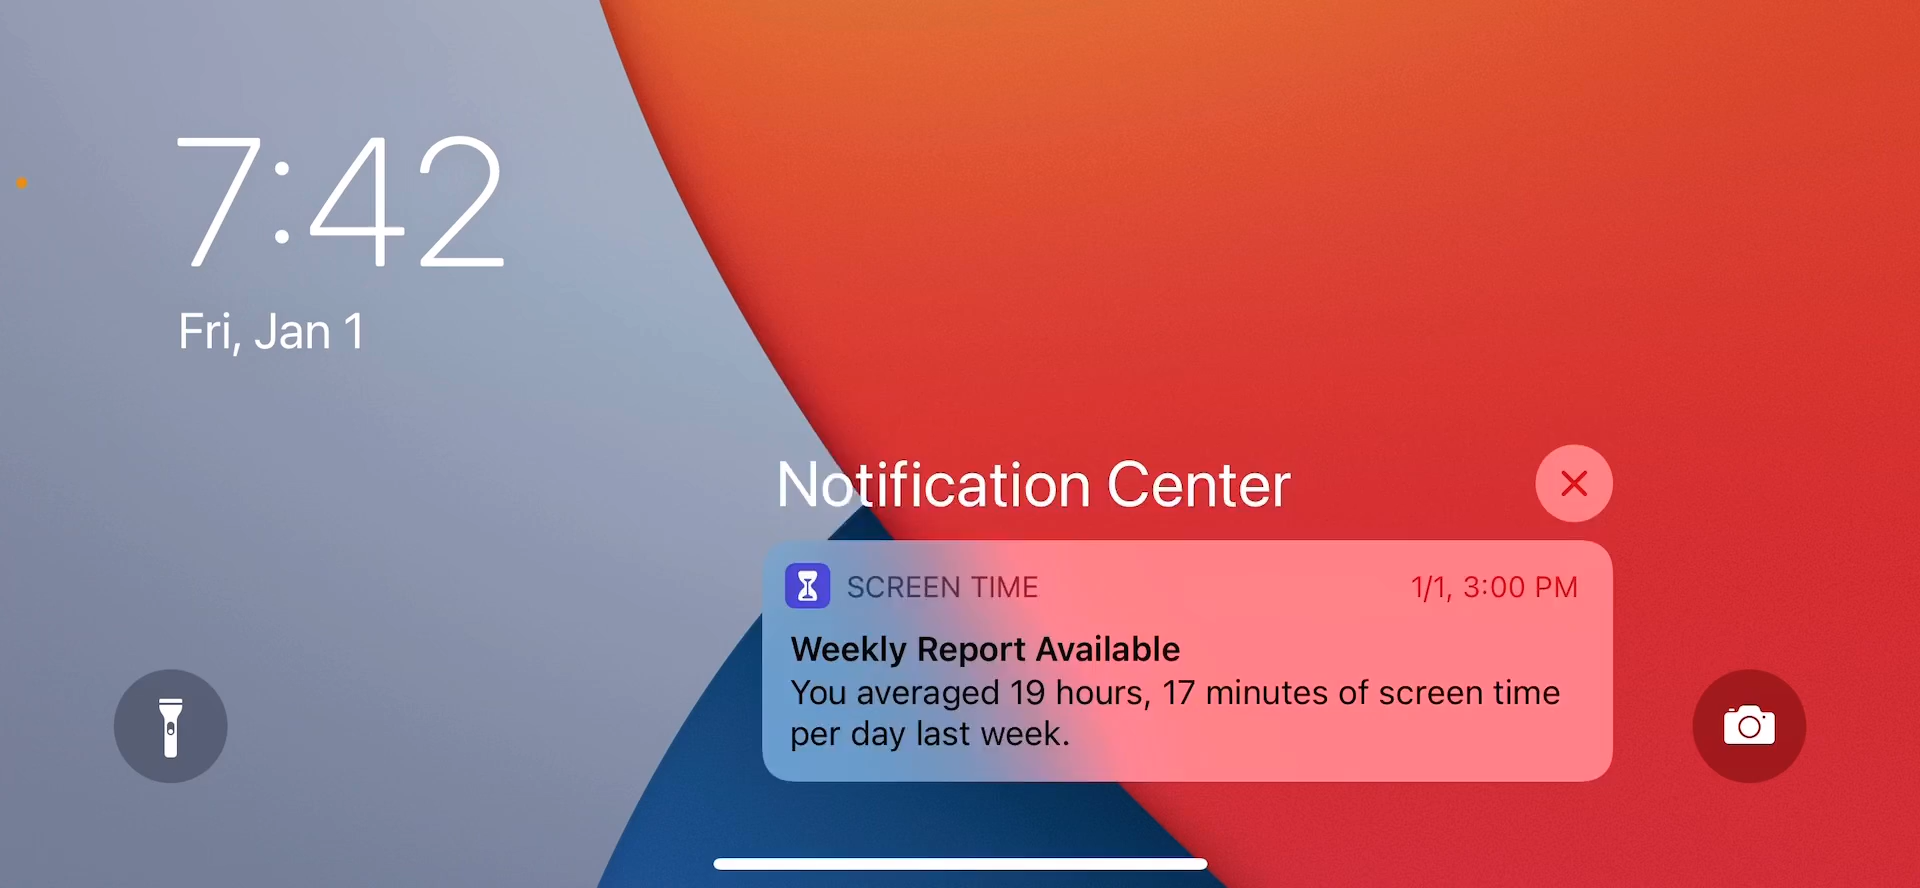 7:42
Fri, Jan 1
Notification Center
SCREEN TIME
1/1, 3:00 PM
Weekly Report Available
You averaged 19 hours, 17 minutes of screen time
per day last week.